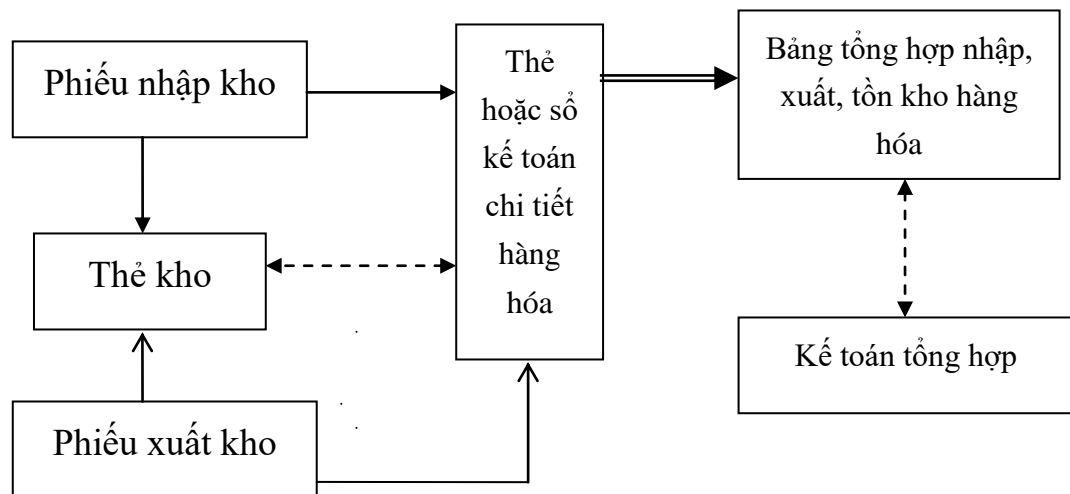 Phiếu nhập kho
Thẻ kho
Phiếu xuất kho
Thẻ
hoặc sổ
kế toán
chi tiết
hàng
hóa
Bảng tổng hợp nhập,
xuất, tồn kho hàng
hóa
Kế toán tổng hợp